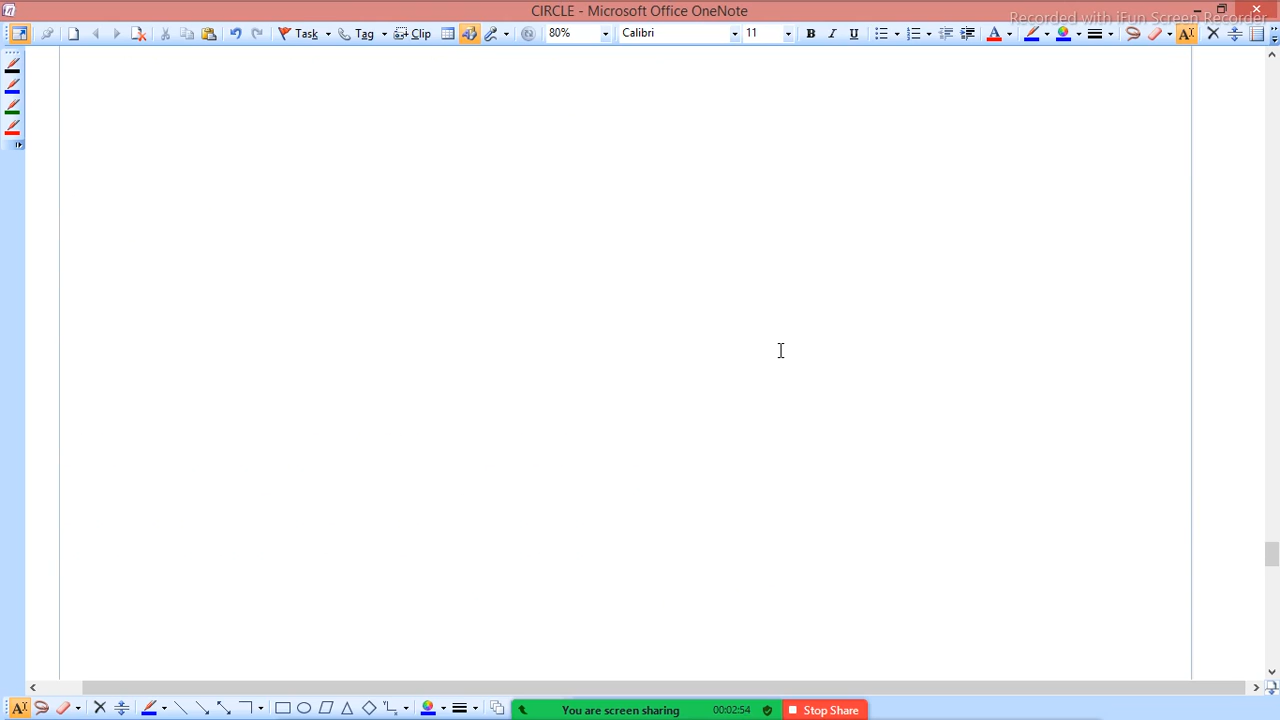 CIRCLE - Microsoft Office OneNote
Recorded with iFun Screen Recorder
Task
Tag
Clip
80%
Calibri
11
B
I
U
A
A
A
You are screen sharing
00:02:54
Stop Share